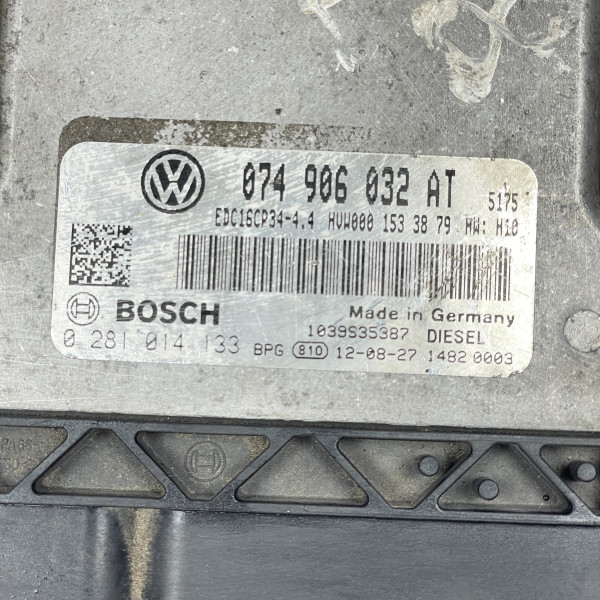 074 906 032 AT 5175
EDC16CP34-4.4 HVW000 153 38 79 HW: H10
BOSCH Made in Germany
1039S35387 DIESEL
0 281 014 133 BPG 810 12-08-27 1482 0003